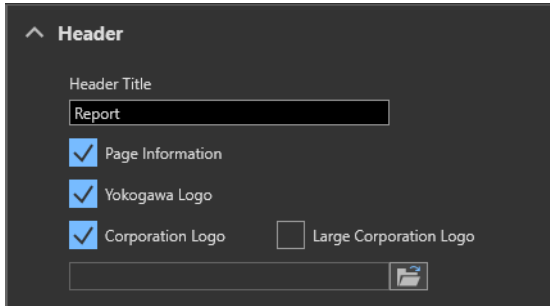 Header
Header Title
Report
Page Information
Yokogawa Logo
Corporation Logo Large Corporation Logo